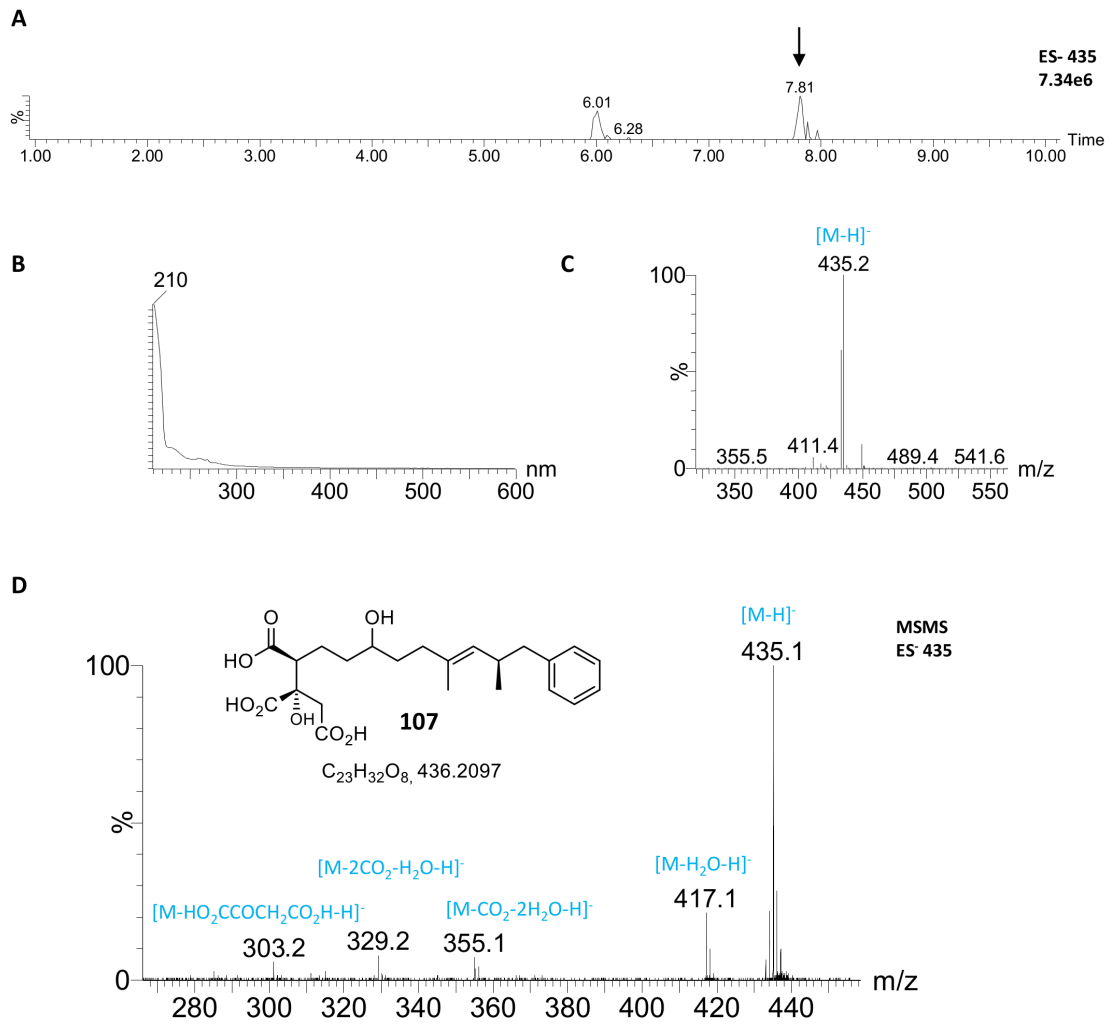 A
ES- 435
7.34e6
6.01
6.28
7.81
%
1.00 2.00 3.00 4.00 5.00 6.00 7.00 8.00 9.00 10.00 Time
B
210
300 400 500 600 nm
C
[M-H]⁻
435.2
100
%
0
355.5 411.4 489.4 541.6
350 400 450 500 550 m/z
D
MSMS
ES⁻ 435
[M-H]⁻
435.1
100
%
0
O
OH
HO
HO₂C
OH
CO₂H
107
C₂₃H₃₂O₈, 436.2097
[M-HO₂CCOCH₂CO₂H-H]⁻
303.2
[M-2CO₂-H₂O-H]⁻
329.2
[M-CO₂-2H₂O-H]⁻
355.1
[M-H₂O-H]⁻
417.1
280 300 320 340 360 380 400 420 440 m/z